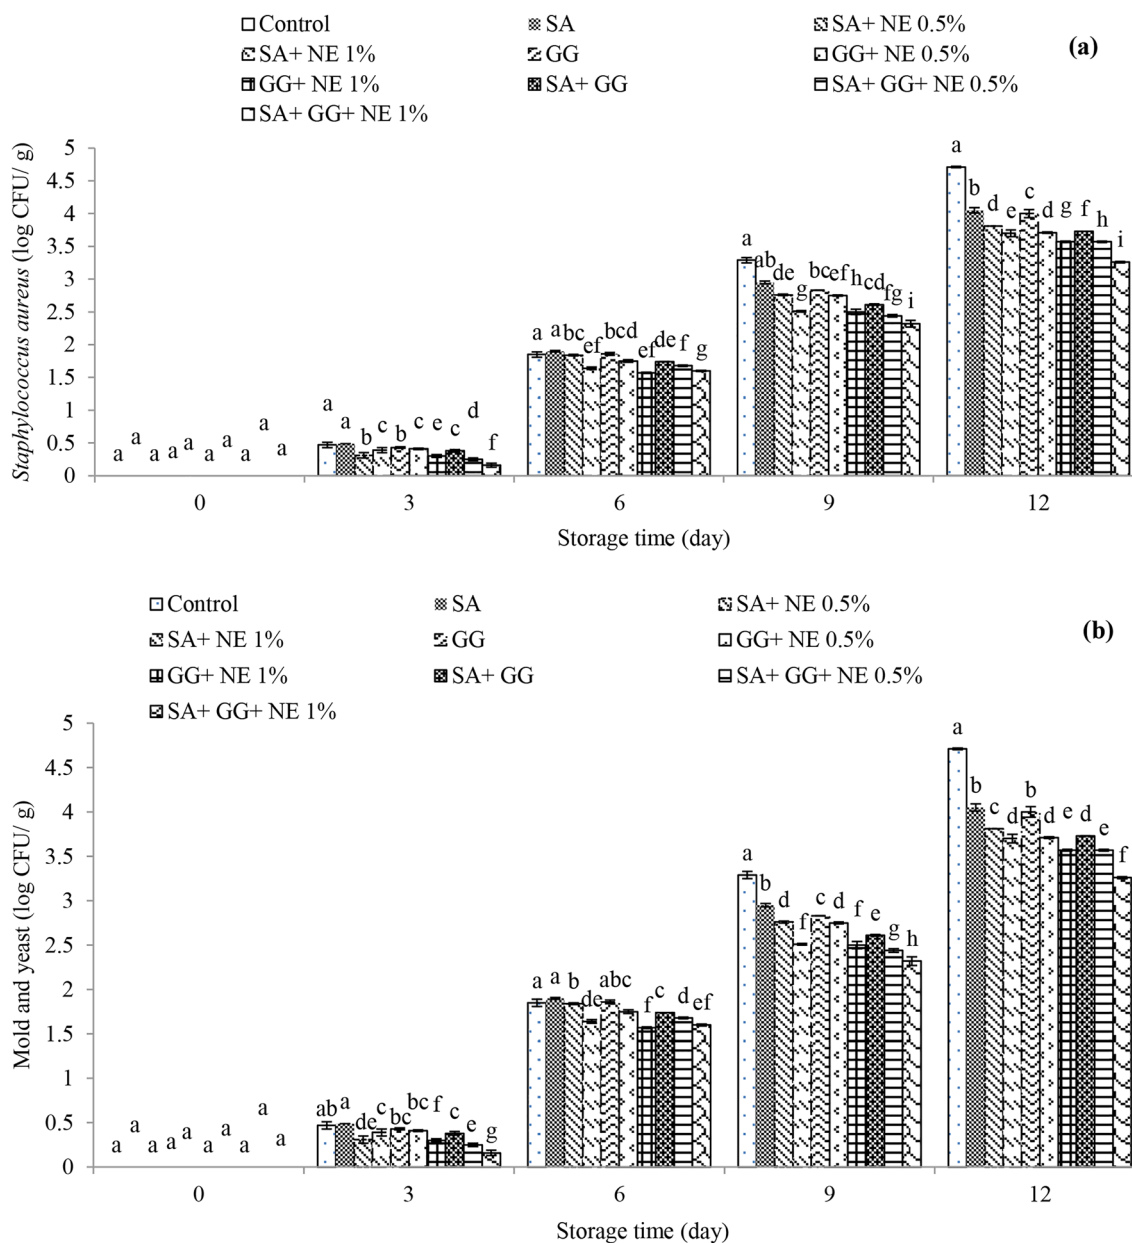 Control SA SA+ NE 0.5%
SA+ NE 1% GG GG+ NE 0.5%
GG+ NE 1% SA+ GG SA+ GG+ NE 0.5%
SA+ GG+ NE 1%
(a)
Staphylococcus aureus (log CFU/ g)
5
4.5
4
3.5
3
2.5
2
1.5
1
0.5
0
a a a a a a a a a a
a a b c b c e c d f
a a bc ef bcd ef de f g
a ab de g bc ef h cd fg i
a b d e c d g f h i
0 3 6 9 12
Storage time (day)
Control SA SA+ NE 0.5%
SA+ NE 1% GG GG+ NE 0.5%
GG+ NE 1% SA+ GG SA+ GG+ NE 0.5%
SA+ GG+ NE 1%
(b)
Mold and yeast (log CFU/ g)
5
4.5
4
3.5
3
2.5
2
1.5
1
0.5
0
a a a a a a a a a a
ab a de c bc bc f c e g
a a b de abc f c d ef
a b d f c d f e g h
a b c d b d e d e f
0 3 6 9 12
Storage time (day)